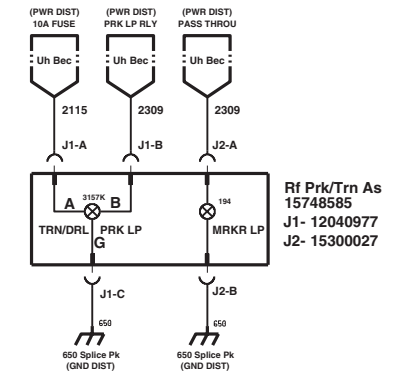 (PWR DIST) (PWR DIST) (PWR DIST)
10A FUSE PRK LP RLY PASS THROU
Uh Bec Uh Bec Uh Bec
2115 2309 2309
J1-A J1-B J2-A
Rf Prk/Trn As
15748585
J1- 12040977
J2- 15300027
3157K 194
A B
TRN/DRL PRK LP MRKR LP
G
J1-C J2-B
650 650
650 Splice Pk 650 Splice Pk
(GND DIST) (GND DIST)